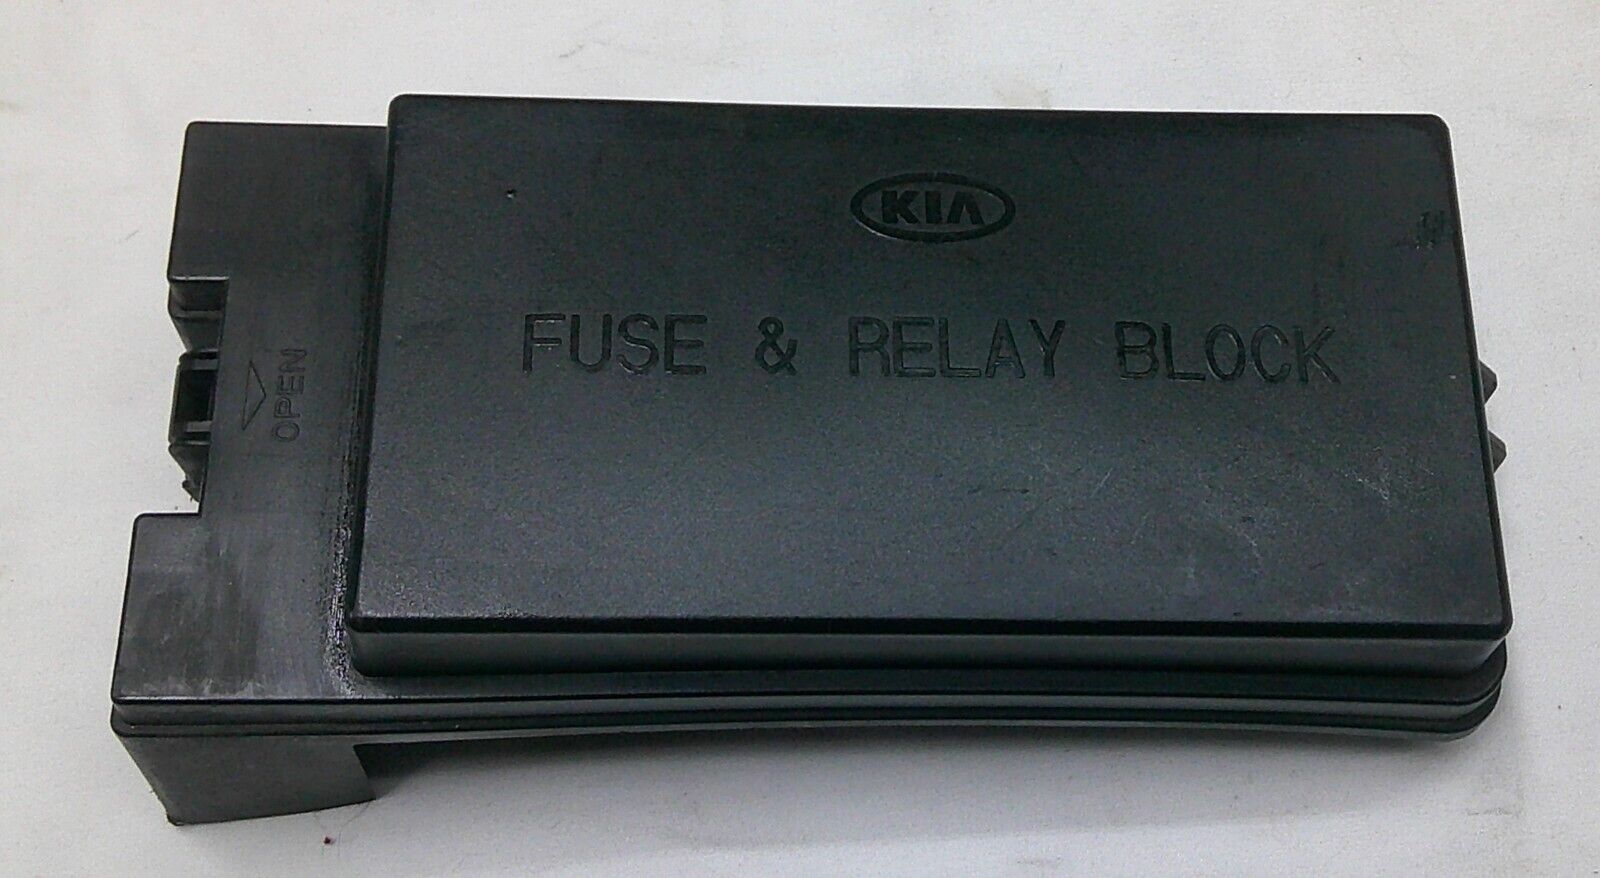 KIA
FUSE & RELAY BLOCK
OPEN